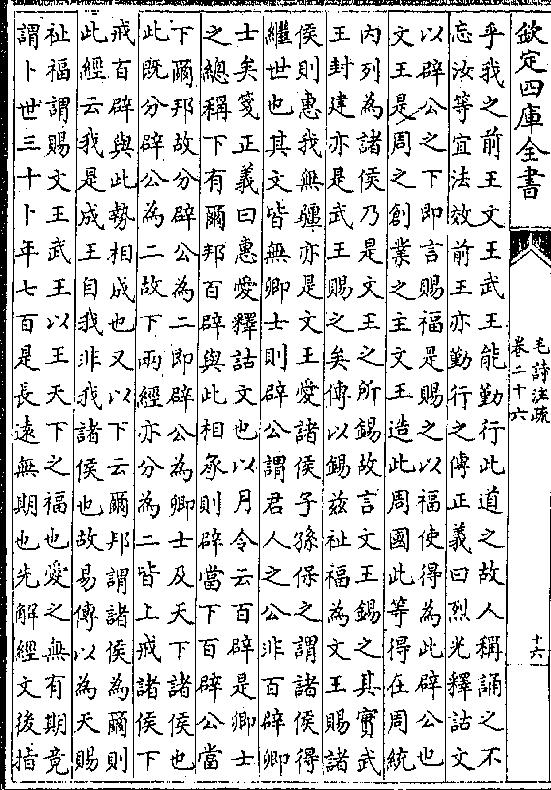 欽定四庫全書
毛詩注疏
卷二十六
十六
乎我之前王文王武王能勤行此道之故人稱誦之不
忘汝等宜法效前王亦勤行之傳正義曰烈光釋詁文
以辟公之下即言賜福是賜之以福使得為此辟公也
文王是周之創業之主文王造此周國此等得在周統
内列為諸侯乃是文王之所錫故言文王錫之其實武
王封建亦是武王賜之矣傳以錫兹祉福為文王賜諸
侯則惠我無疆亦是文王愛諸侯子孫保之謂諸侯得
繼世也其文皆無卿士則辟公謂君人之公非百辟卿
士矣箋正義曰惠愛釋詁文也以月令云百辟是卿士
之總稱下有爾邦百辟與此相承則辟當下百辟公當
下爾邦故分辟公為二即辟公為卿士及天下諸侯也
此既分辟公為二故下兩經亦分為二皆上戒諸侯下
戒百辟與此勢相成也又以下云爾邦謂諸侯為爾則
此經云我是成王自我非我諸侯也故易傳以為天賜
祉福謂賜文王武王以王天下之福也愛之無有期竟
謂卜世三十卜年七百是長遠無期也先解經文後指